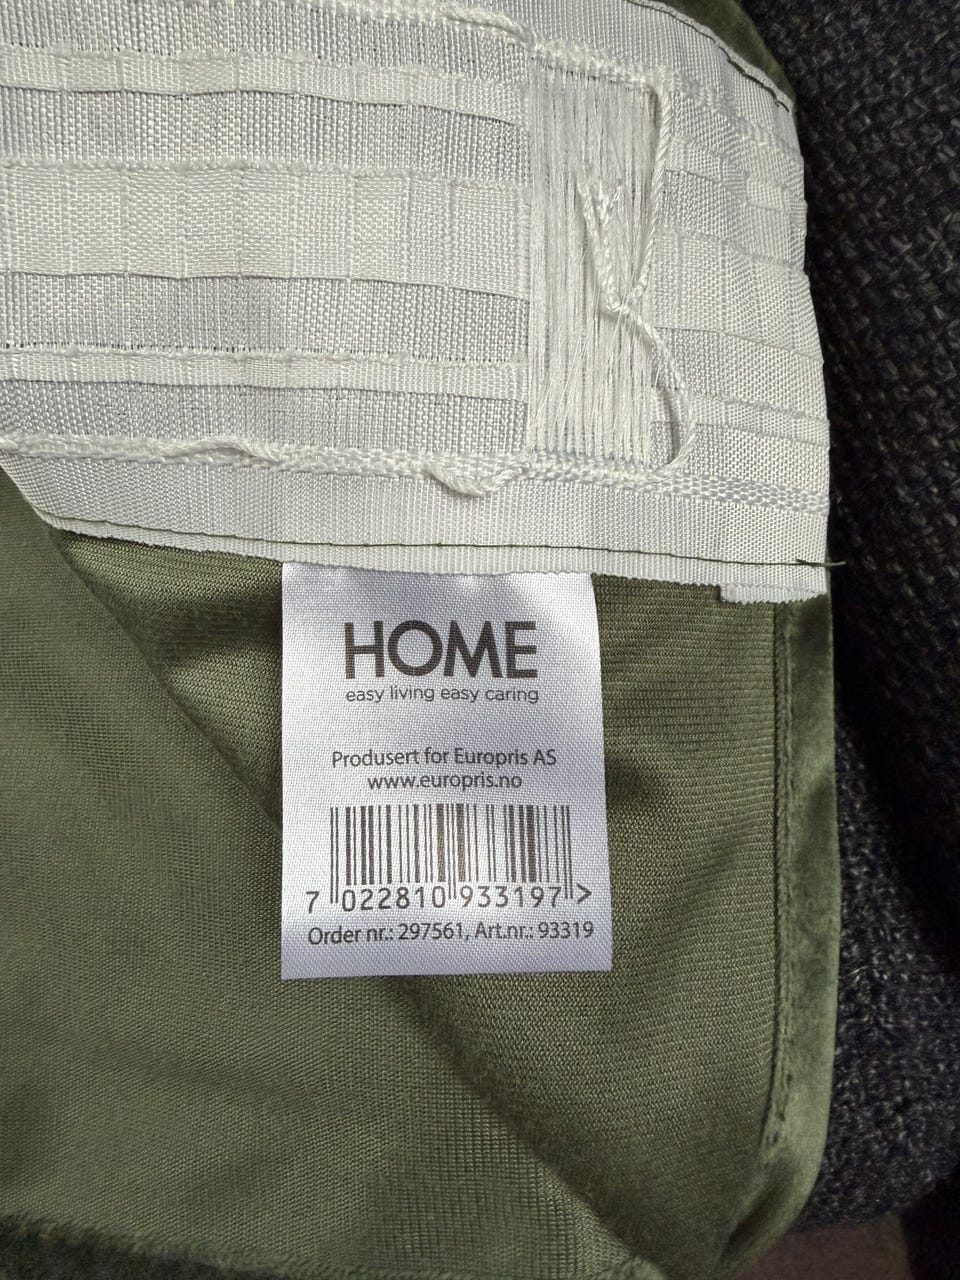 HOME
easy living easy caring
Produsert for Europris AS
www.europris.no
7 022810 933197 >
Order nr.: 297561, Art.nr.: 93319